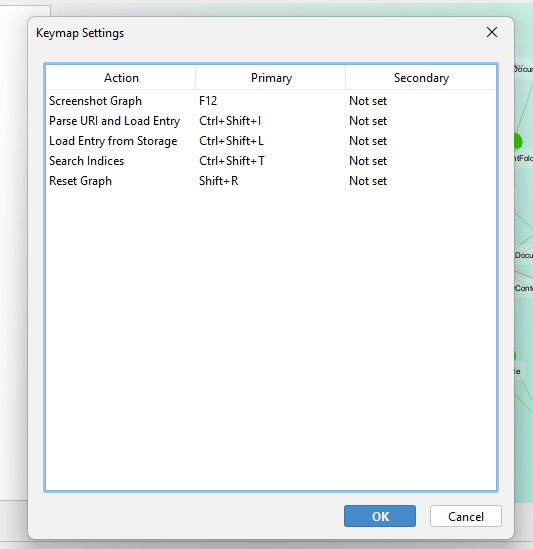 Keymap Settings
Action Primary Secondary
Screenshot Graph F12 Not set
Parse URI and Load Entry Ctrl+Shift+I Not set
Load Entry from Storage Ctrl+Shift+L Not set
Search Indices Ctrl+Shift+T Not set
Reset Graph Shift+R Not set
OK Cancel